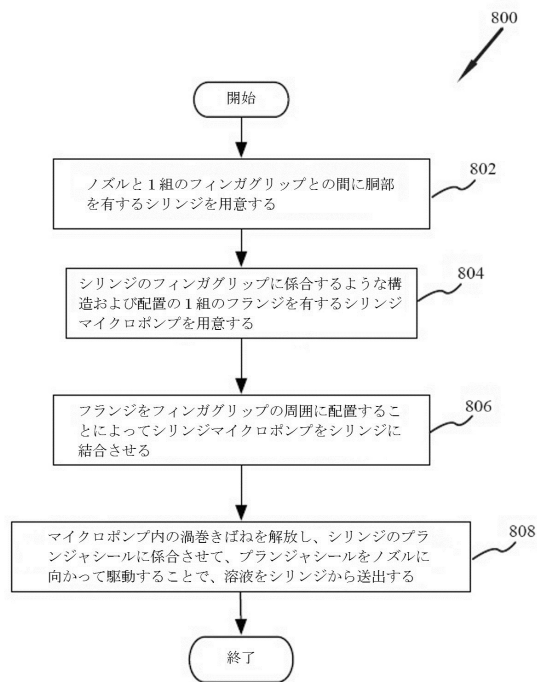 800
開始
ノズルと１組のフィンガグリップとの間に胴部
を有するシリンジを用意する
802
シリンジのフィンガグリップに係合するような構
造および配置の１組のフランジを有するシリンジ
マイクロポンプを用意する
804
フランジをフィンガグリップの周囲に配置するこ
とによってシリンジマイクロポンプをシリンジに
結合させる
806
マイクロポンプ内の渦巻きばねを解放し、シリンジのプラン
ジャシールに係合させて、プランジャシールをノズルに
向かって駆動することで、溶液をシリンジから送出する
808
終了